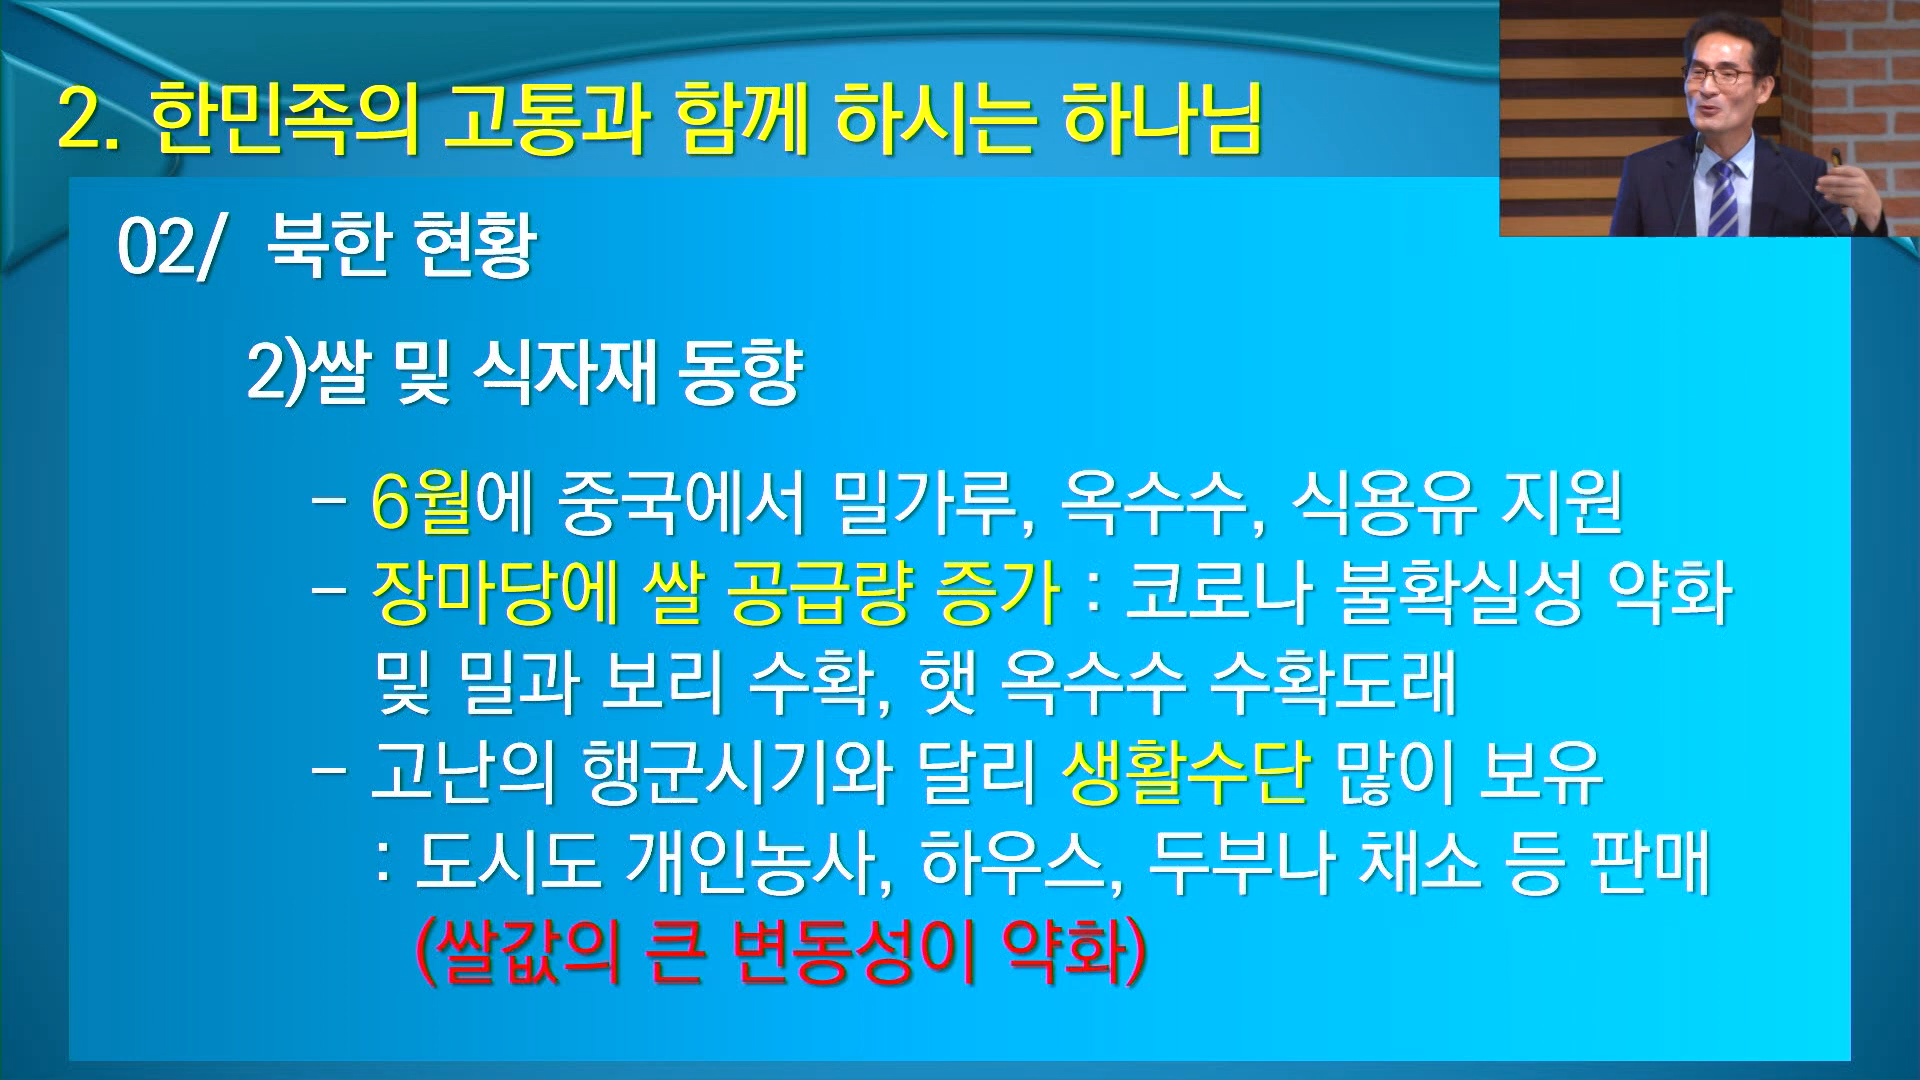 2. 한민족의 고통과 함께 하시는 하나님
02/ 북한 현황
2)쌀 및 식자재 동향
- 6월에 중국에서 밀가루, 옥수수, 식용유 지원
- 장마당에 쌀 공급량 증가 : 코로나 불확실성 약화
및 밀과 보리 수확, 햇 옥수수 수확도래
- 고난의 행군시기와 달리 생활수단 많이 보유
: 도시도 개인농사, 하우스, 두부나 채소 등 판매
(쌀값의 큰 변동성이 약화)